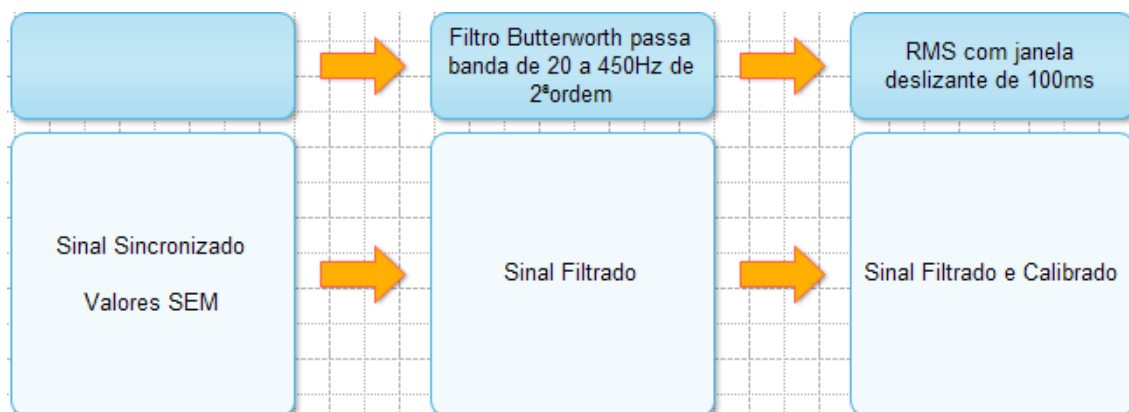 Filtro Butterworth passa
banda de 20 a 450Hz de
2ªordem
RMS com janela
deslizante de 100ms
Sinal Sincronizado
Valores SEM
Sinal Filtrado
Sinal Filtrado e Calibrado